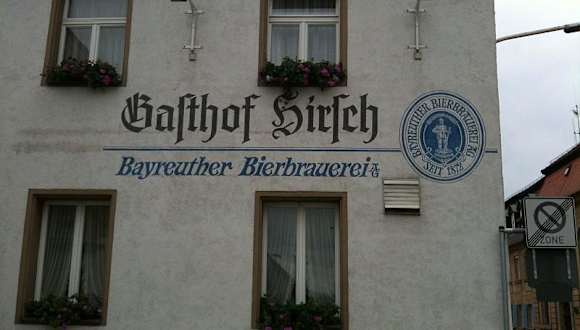 Gasthof Hirsch
Bayreuther Bierbrauerei AG
BAYREUTHER BIERBRAUEREI AG
SEIT 1872
ZONE